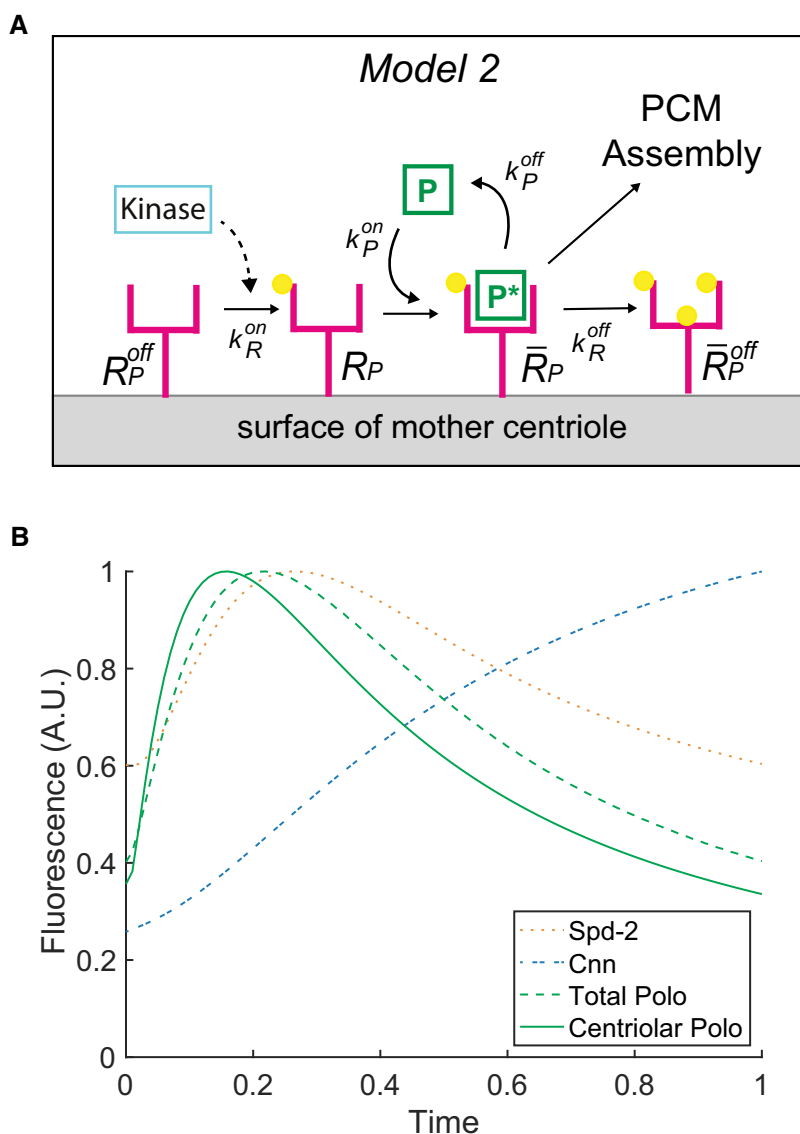 A
Model 2
PCM
Assembly
Kinase
P
k_P^off
k_P^on
P*
k_R^on
k_R^off
R_P^off
R_P
R̅_P
R̅_P^off
surface of mother centriole
B
Fluorescence (A.U.)
1
0.8
0.6
0.4
0.2
0
0
0.2
0.4
0.6
0.8
1
Time
Spd-2
Cnn
Total Polo
Centriolar Polo